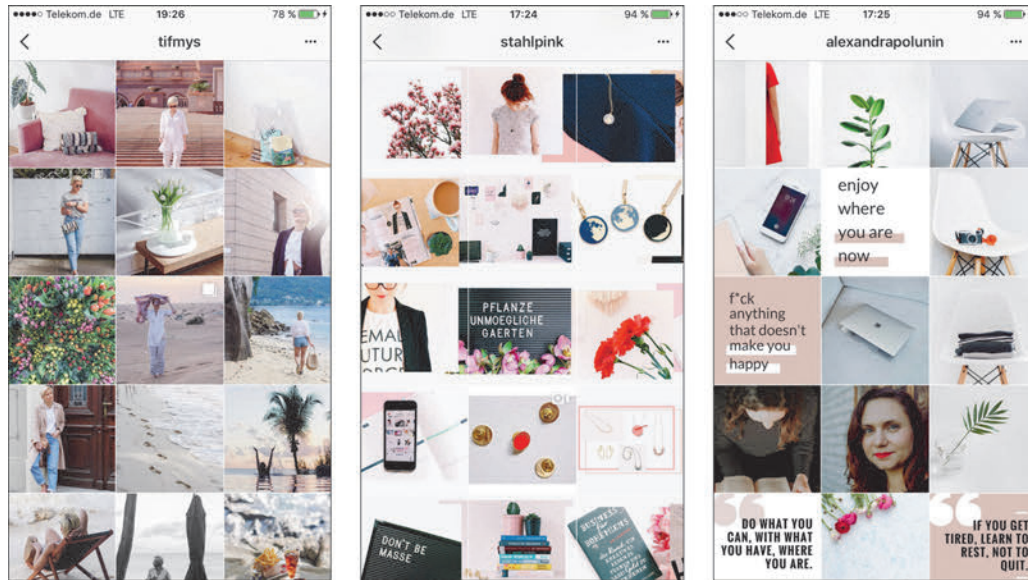 Telekom.de LTE 19:26 78 %
tifmys
Telekom.de LTE 17:24 94 %
stahlpink
PFLANZE
UNMOEGLICHE
GAERTEN
DON'T BE
MASSE
Telekom.de LTE 17:25 94 %
alexandrapolunin
enjoy
where
you are
now
f*ck
anything
that doesn't
make you
happy
DO WHAT YOU
CAN, WITH WHAT
YOU HAVE, WHERE
YOU ARE.
IF YOU GET
TIRED, LEARN TO
REST, NOT TO
QUIT.